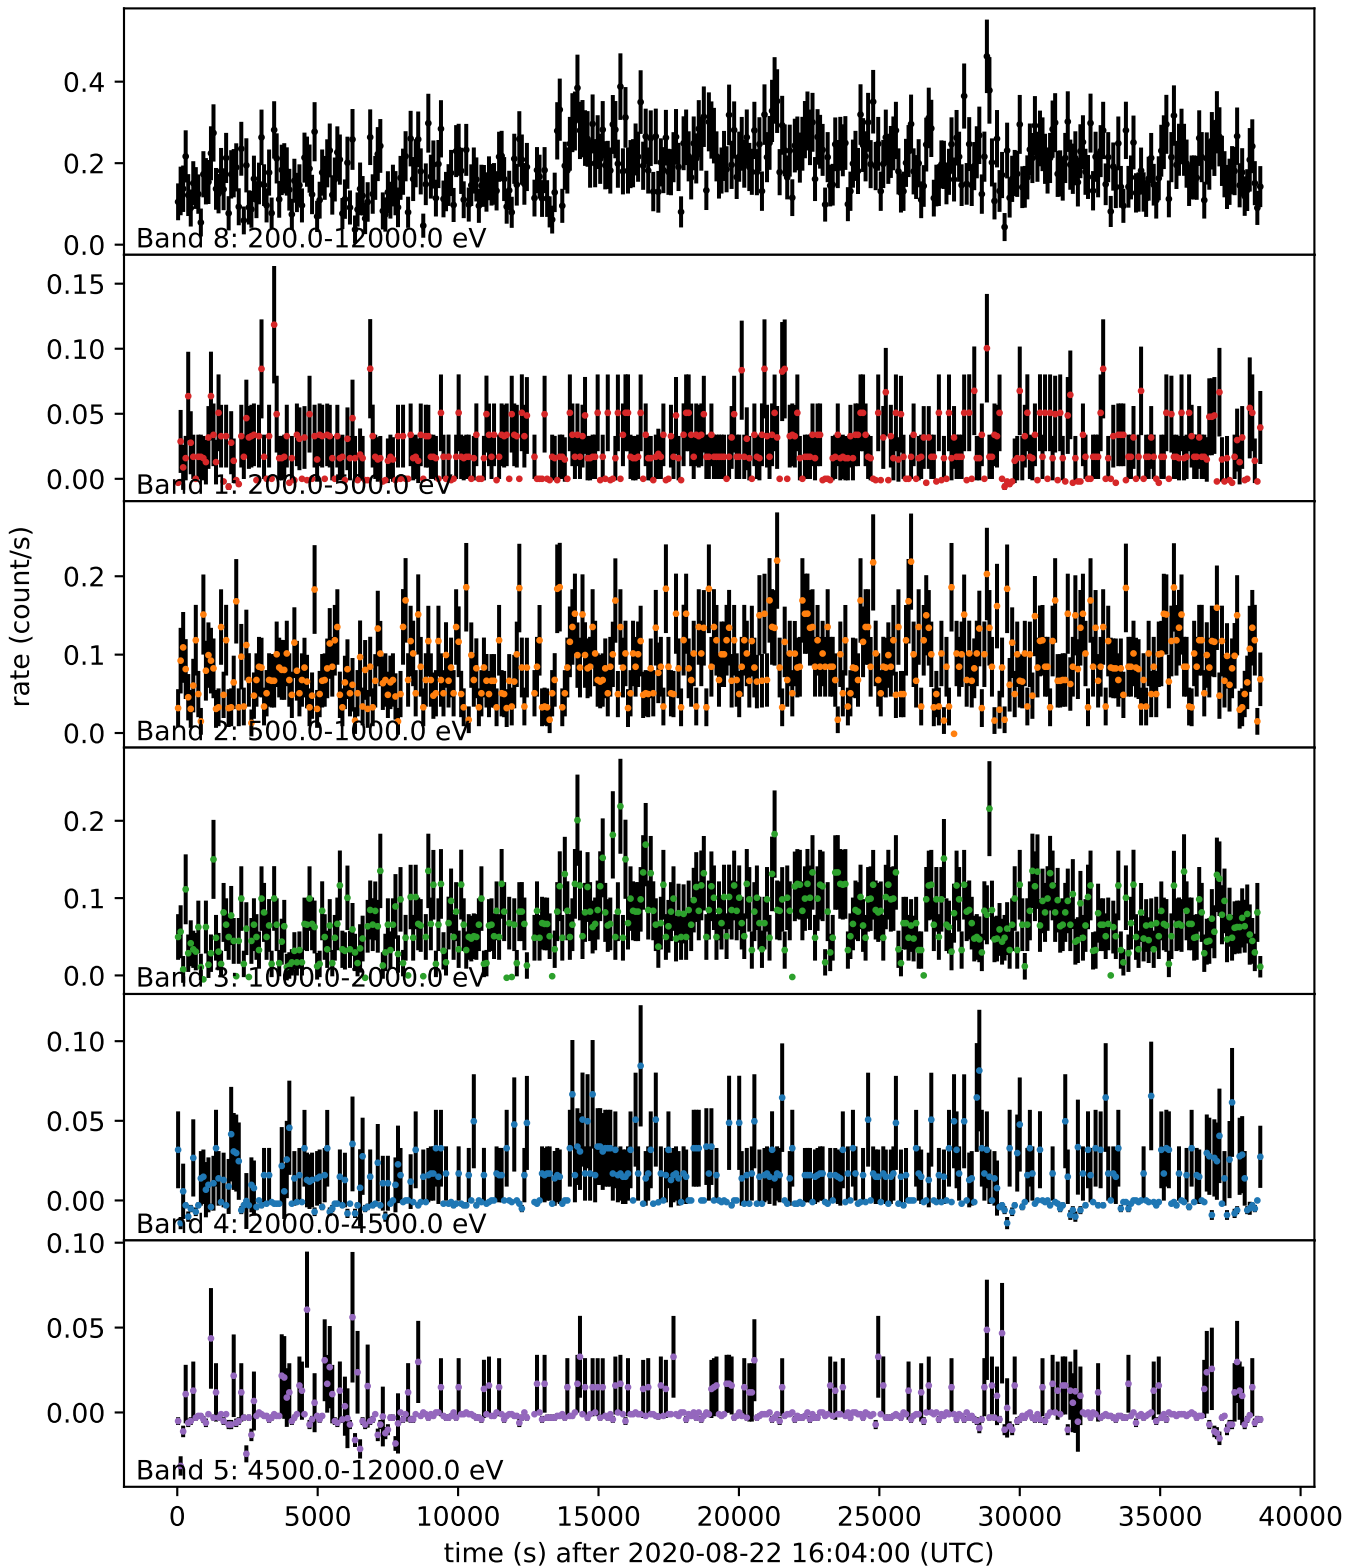 0.4
0.2
0.0
Band 8: 200.0-12000.0 eV
0.15
0.10
0.05
0.00
Band 1: 200.0-500.0 eV
rate (count/s)
0.2
0.1
0.0
Band 2: 500.0-1000.0 eV
0.2
0.1
0.0
Band 3: 1000.0-2000.0 eV
0.10
0.05
0.00
Band 4: 2000.0-4500.0 eV
0.10
0.05
0.00
Band 5: 4500.0-12000.0 eV
0 5000 10000 15000 20000 25000 30000 35000 40000
time (s) after 2020-08-22 16:04:00 (UTC)